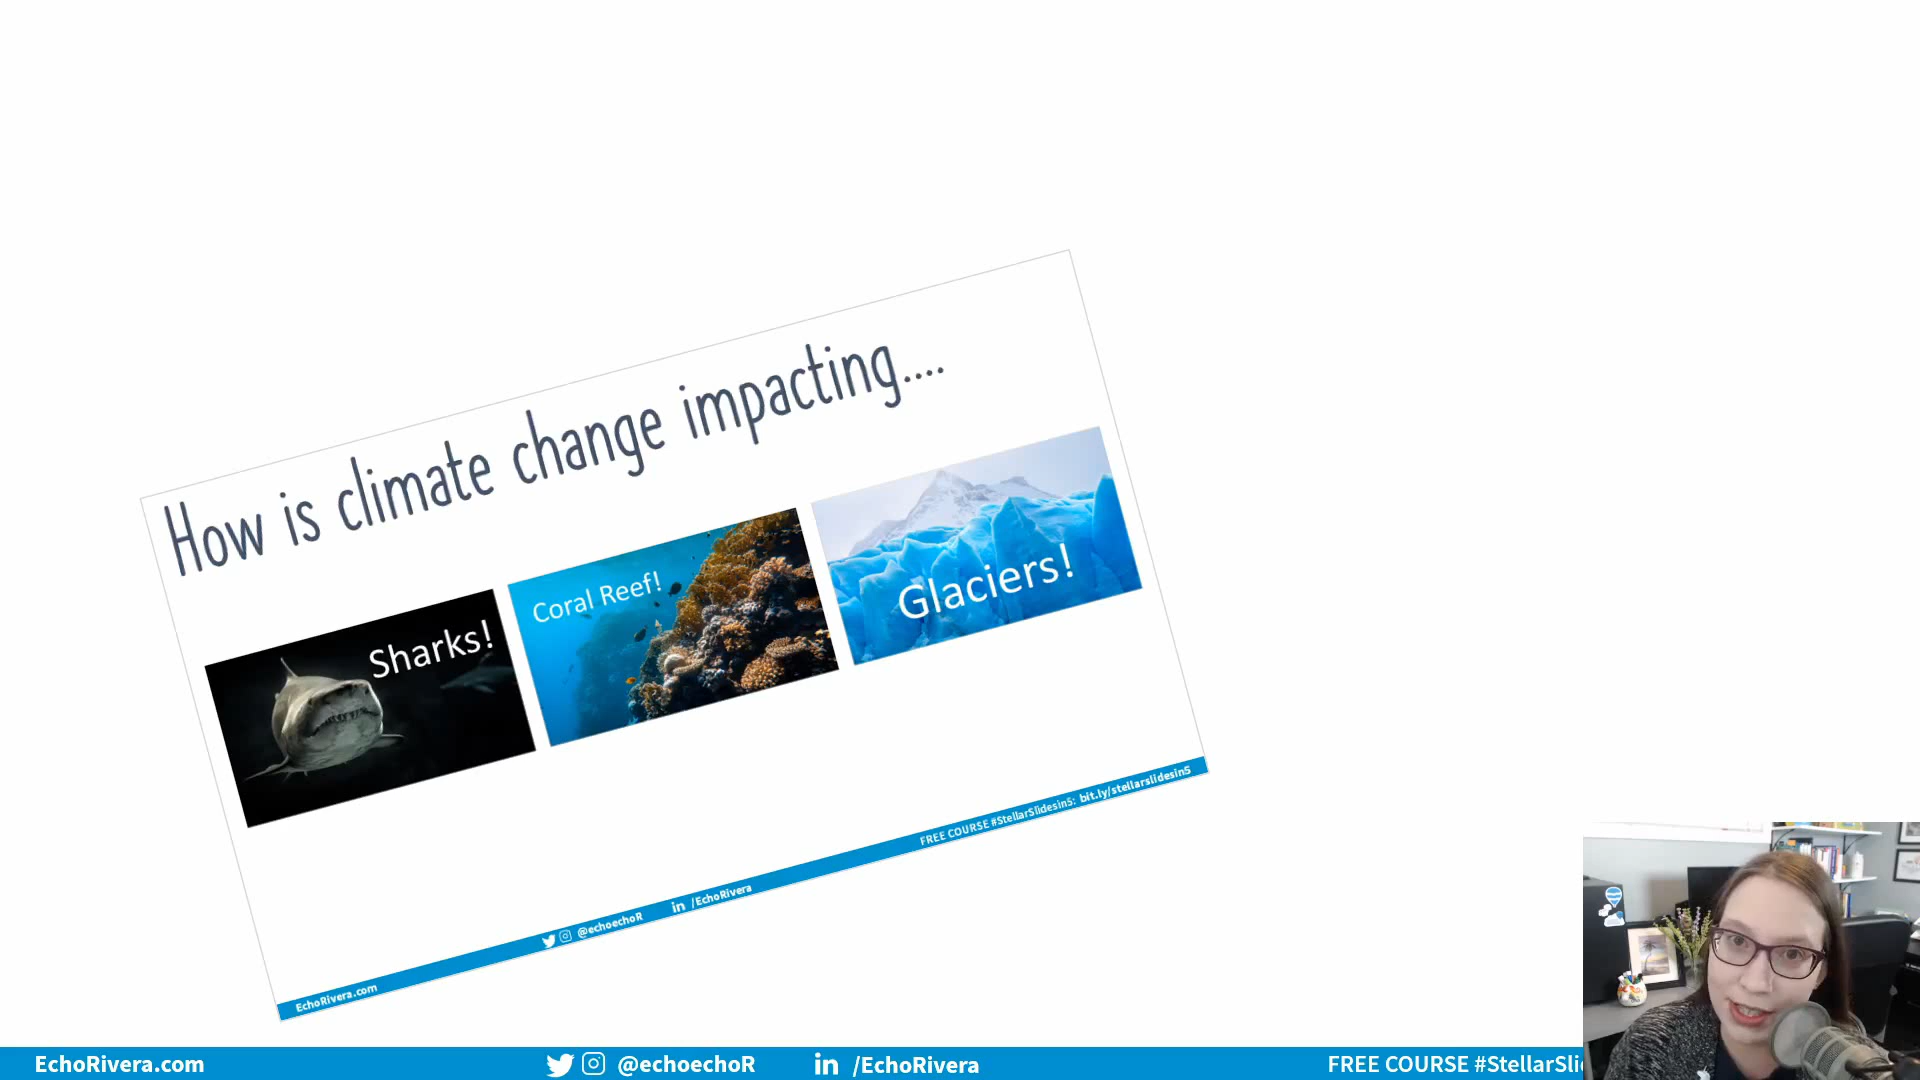 How is climate change impacting....
Sharks!
Coral Reef!
Glaciers!
EchoRivera.com
@echoechoR
in /EchoRivera
FREE COURSE #StellarSlidesin5: bit.ly/stellarslidesin5
EchoRivera.com
@echoechoR
in /EchoRivera
FREE COURSE #StellarSli